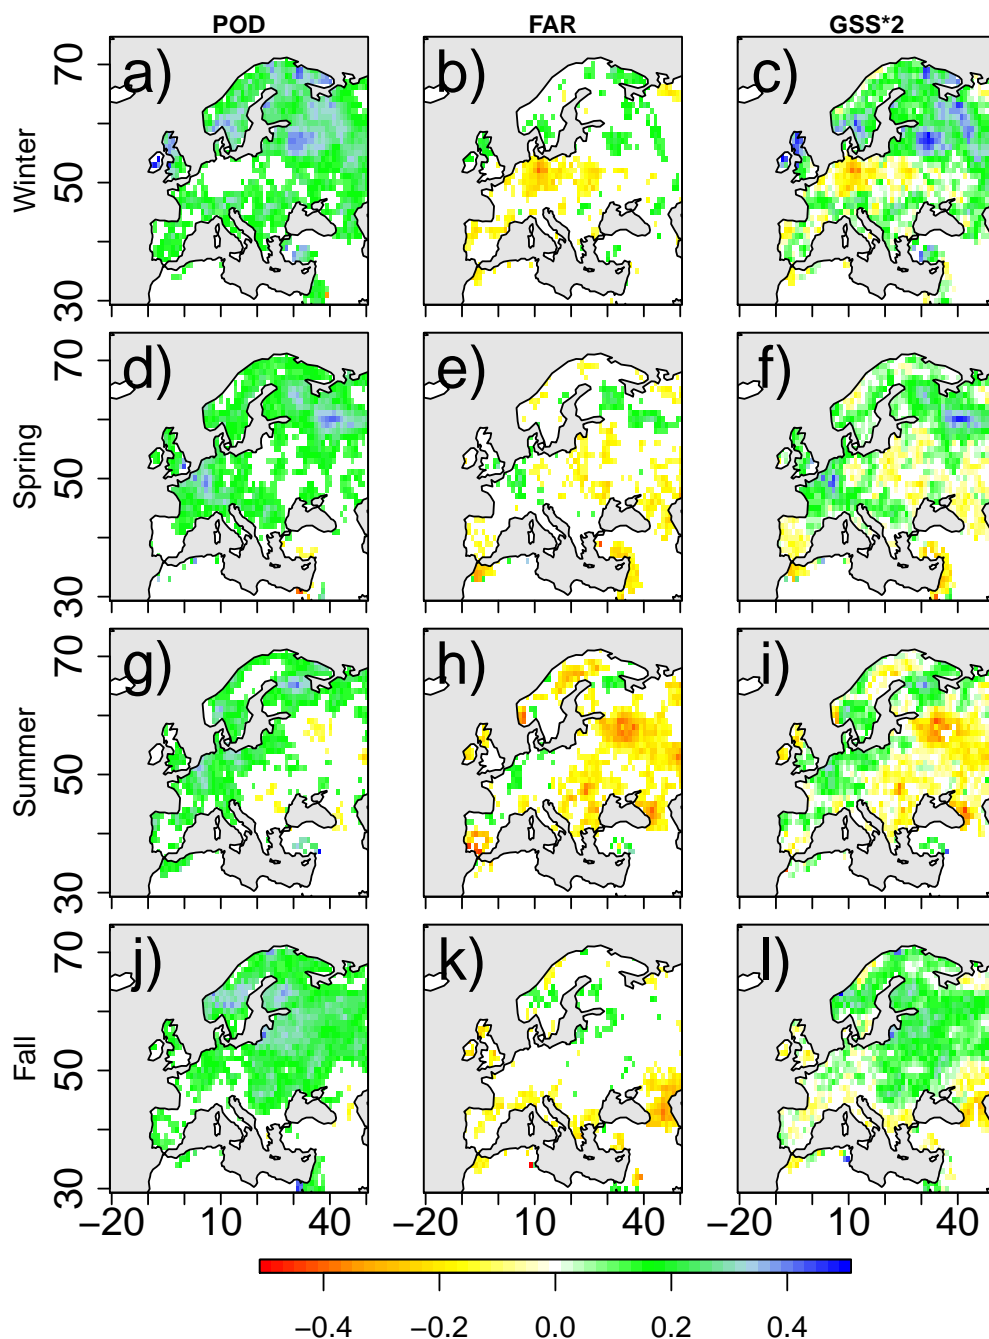 POD FAR GSS*2
a) b) c)
Winter
70
50
30
d) e) f)
Spring
70
50
30
g) h) i)
Summer
70
50
30
j) k) l)
Fall
70
50
30
−20 10 40 −20 10 40 −20 10 40
−0.4 −0.2 0.0 0.2 0.4